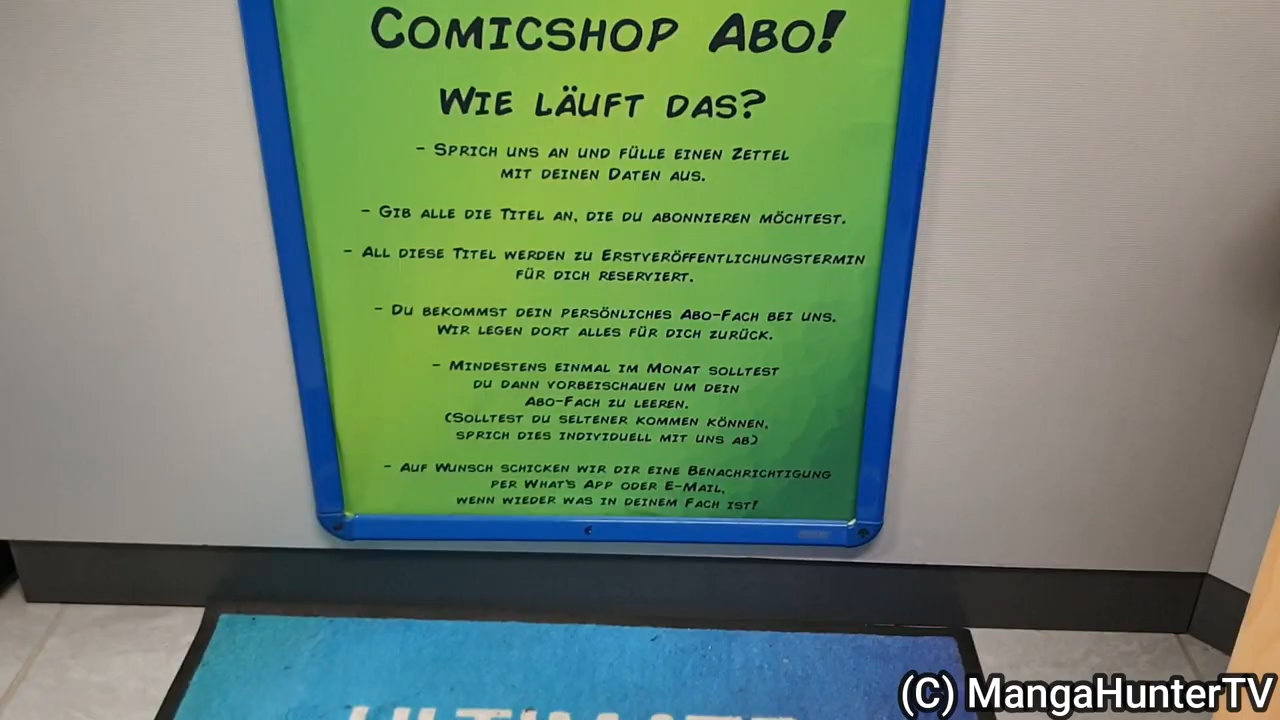 COMICSHOP ABO!
WIE LÄUFT DAS?
- SPRICH UNS AN UND FÜLLE EINEN ZETTEL
MIT DEINEN DATEN AUS.
- GIB ALLE DIE TITEL AN, DIE DU ABONNIEREN MÖCHTEST.
- ALL DIESE TITEL WERDEN ZU ERSTVERÖFFENTLICHUNGSTERMIN
FÜR DICH RESERVIERT.
- DU BEKOMMST DEIN PERSÖNLICHES ABO-FACH BEI UNS.
WIR LEGEN DORT ALLES FÜR DICH ZURÜCK.
- MINDESTENS EINMAL IM MONAT SOLLTEST
DU DANN VORBEISCHAUEN UM DEIN
ABO-FACH ZU LEEREN.
(SOLLTEST DU SELTENER KOMMEN KÖNNEN,
SPRICH DIES INDIVIDUELL MIT UNS AB)
- AUF WUNSCH SCHICKEN WIR DIR EINE BENACHRICHTIGUNG
PER WHAT'S APP ODER E-MAIL,
WENN WIEDER WAS IN DEINEM FACH IST!
ULTIMATE
(C) MangaHunterTV